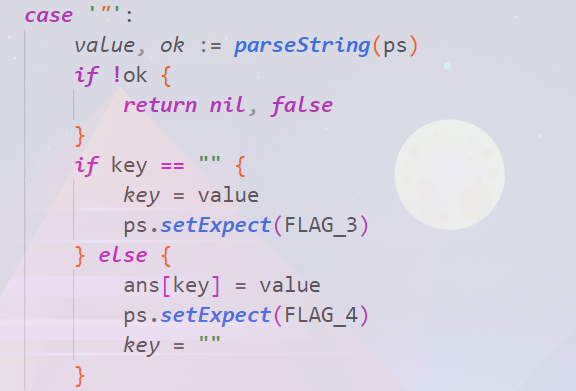 case '"':
    value, ok := parseString(ps)
    if !ok {
        return nil, false
    }
    if key == "" {
        key = value
        ps.setExpect(FLAG_3)
    } else {
        ans[key] = value
        ps.setExpect(FLAG_4)
        key = ""
    }